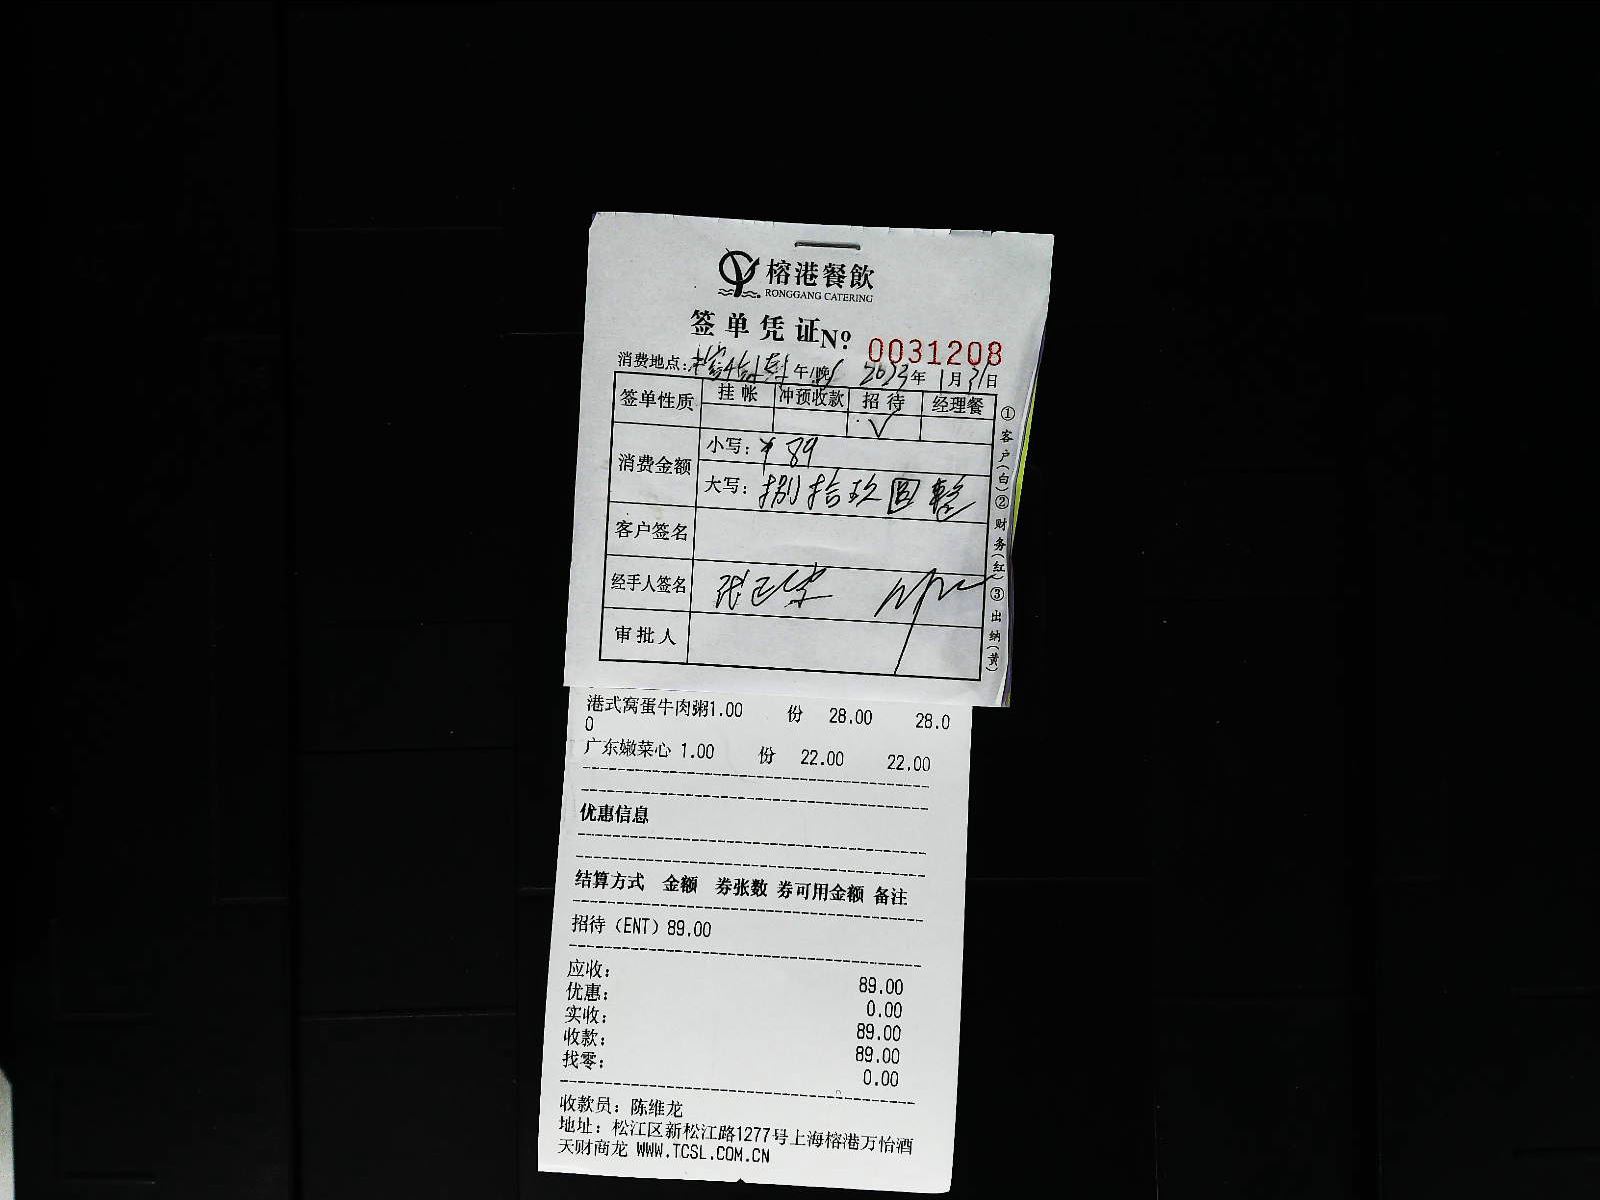 榕港餐飲
RONGGANG CATERING
签单凭证 Nº 0031208
消费地点: 午/晚 2023年1月31日
签单性质 挂帐 冲预收款 招待 经理餐
√
消费金额 小写: ¥89
大写: 捌拾玖圆整
客户签名
经手人签名
审批人
①客户(白)②财务(红)③出纳(黄)
港式窝蛋牛肉粥1.00 份 28.00 28.0
0
广东嫩菜心 1.00 份 22.00 22.00
优惠信息
结算方式 金额 券张数 券可用金额 备注
招待(ENT)89.00
应收: 89.00
优惠: 0.00
实收: 89.00
收款: 89.00
找零: 0.00
收款员: 陈维龙
地址: 松江区新松江路1277号上海榕港万怡酒
天财商龙 WWW.TCSL.COM.CN